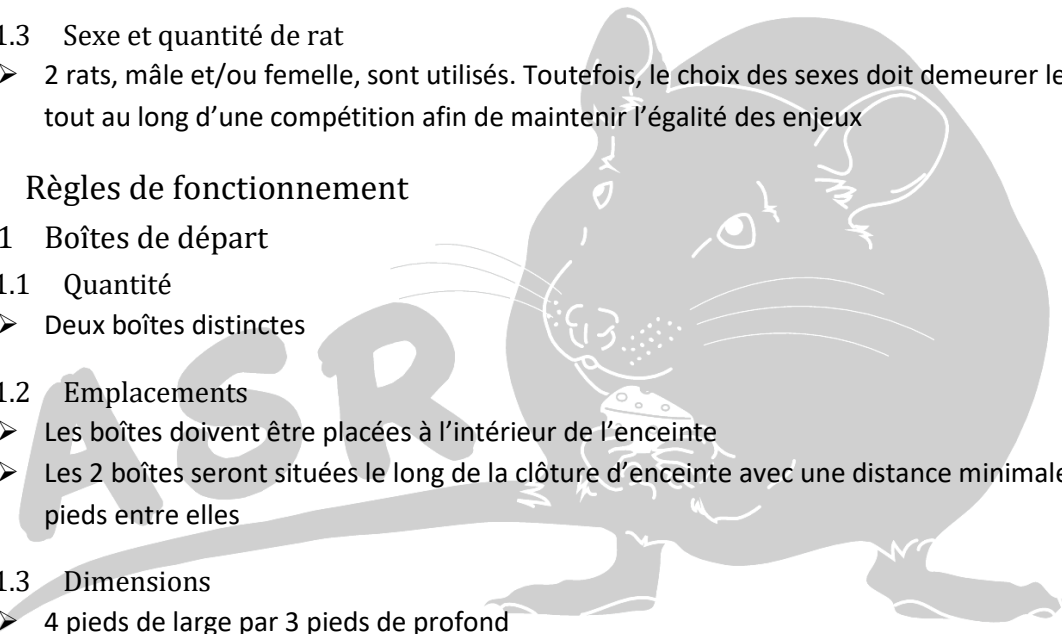 1.3 Sexe et quantité de rat
➢ 2 rats, mâle et/ou femelle, sont utilisés. Toutefois, le choix des sexes doit demeurer le
tout au long d’une compétition afin de maintenir l’égalité des enjeux
Règles de fonctionnement
1 Boîtes de départ
1.1 Quantité
➢ Deux boîtes distinctes
1.2 Emplacements
➢ Les boîtes doivent être placées à l’intérieur de l’enceinte
➢ Les 2 boîtes seront situées le long de la clôture d’enceinte avec une distance minimale
pieds entre elles
1.3 Dimensions
➢ 4 pieds de large par 3 pieds de profond
ASR